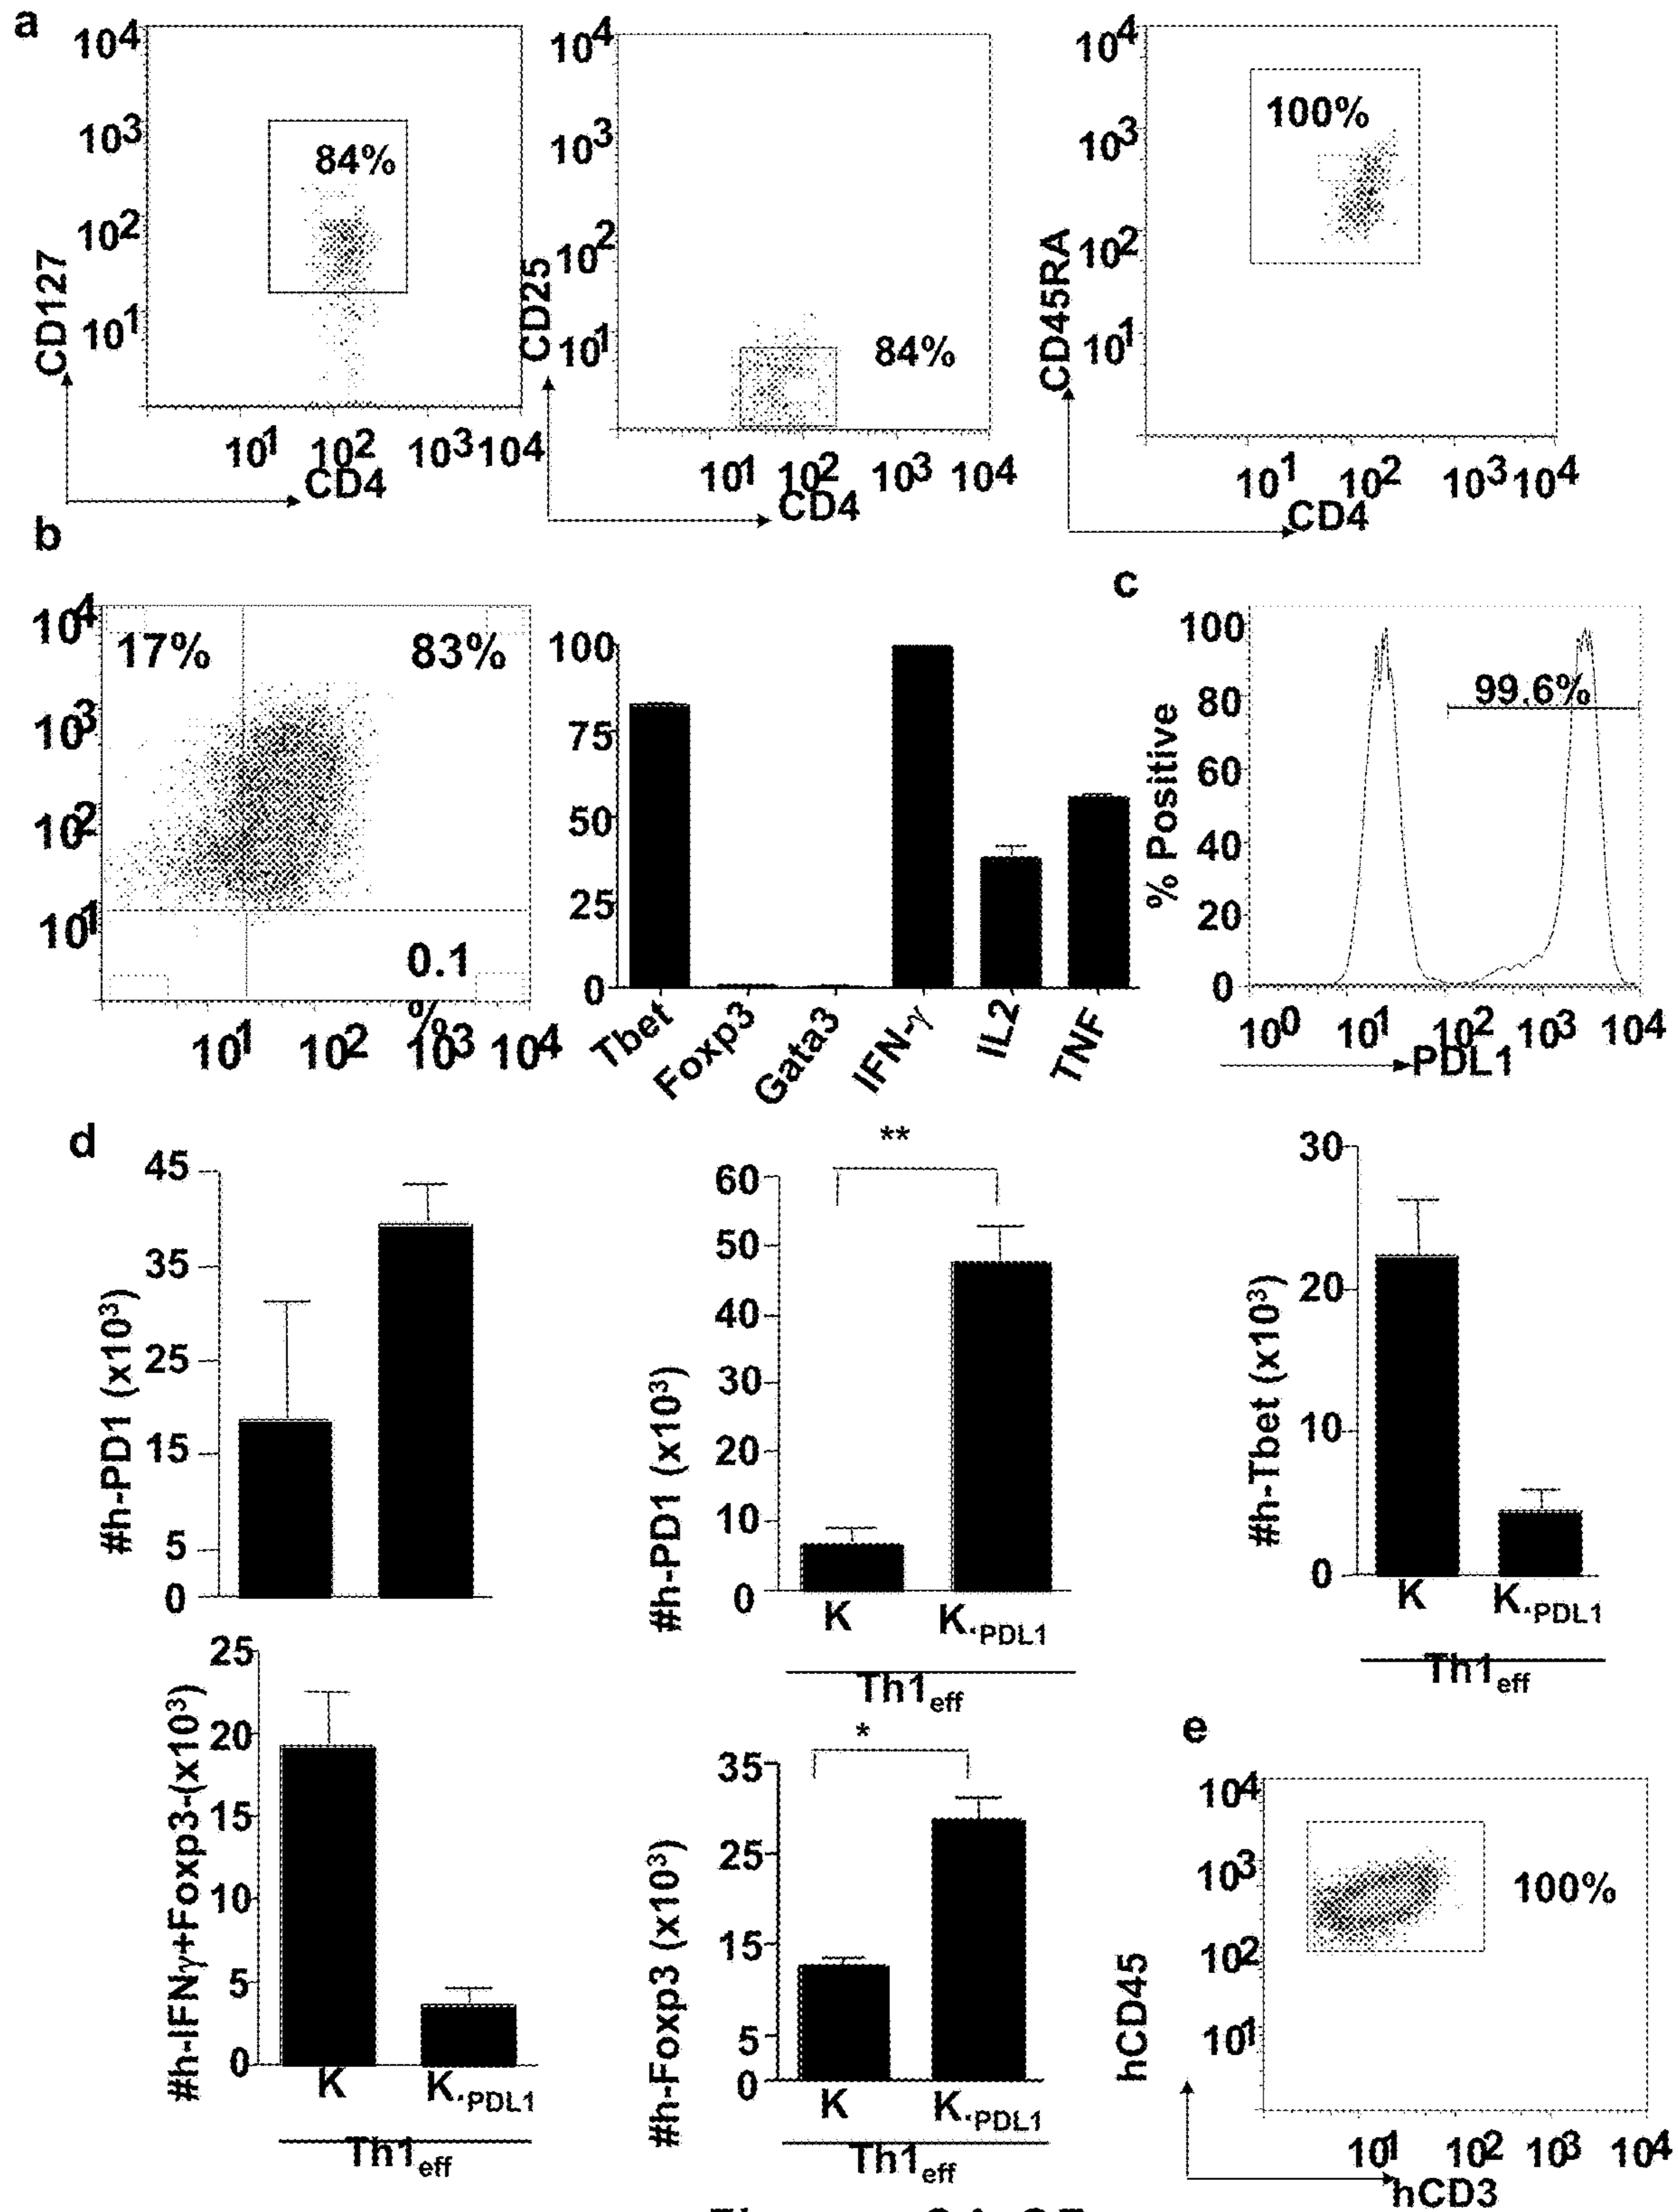 a
10⁴
10³
10²
10¹
CD127
84%
10¹ 10² 10³ 10⁴
CD4
10⁴
10³
10²
10¹
CD25
84%
10¹ 10² 10³ 10⁴
CD4
10⁴
10³
10²
10¹
CD45RA
100%
10¹ 10² 10³ 10⁴
CD4
b
10⁴
10³
10²
10¹
17%
83%
0.1
%
10¹ 10² 10³ 10⁴
100
75
50
25
0
Tbet
Foxp3
Gata3
IFN-γ
IL2
TNF
c
% Positive
100
80
60
40
20
0
99.6%
10⁰ 10¹ 10² 10³ 10⁴
PDL1
d
#h-PD1 (x10³)
45
35
25
15
5
0
**
#h-PD1 (x10³)
60
50
40
30
20
10
0
K K.PDL1
Th1eff
#h-Tbet (x10³)
30
20
10
0
K K.PDL1
Th1eff
#h-IFNγ+Foxp3-(x10³)
25
20
15
10
5
0
K K.PDL1
Th1eff
*
#h-Foxp3 (x10³)
35
25
15
5
0
K K.PDL1
Th1eff
e
hCD45
10⁴
10³
10²
10¹
100%
10¹ 10² 10³ 10⁴
hCD3